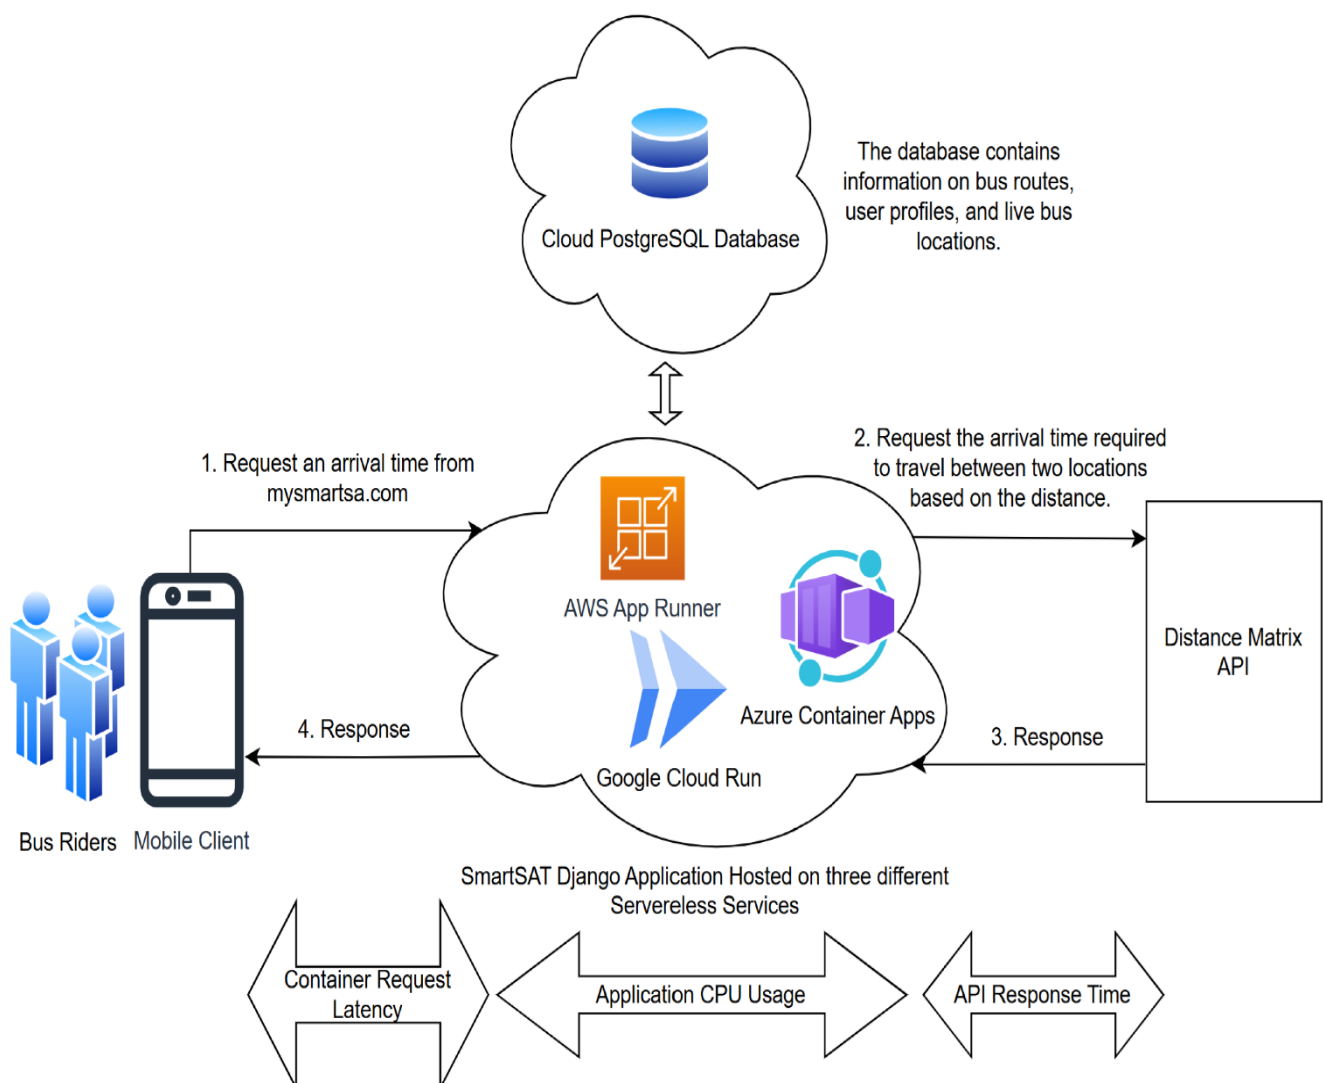 The database contains
information on bus routes,
user profiles, and live bus
locations.
Cloud PostgreSQL Database
1. Request an arrival time from
mysmartsa.com
2. Request the arrival time required
to travel between two locations
based on the distance.
AWS App Runner
Distance Matrix
API
Azure Container Apps
4. Response
3. Response
Google Cloud Run
Bus Riders
Mobile Client
SmartSAT Django Application Hosted on three different
Servereless Services
Container Request
Latency
Application CPU Usage
API Response Time